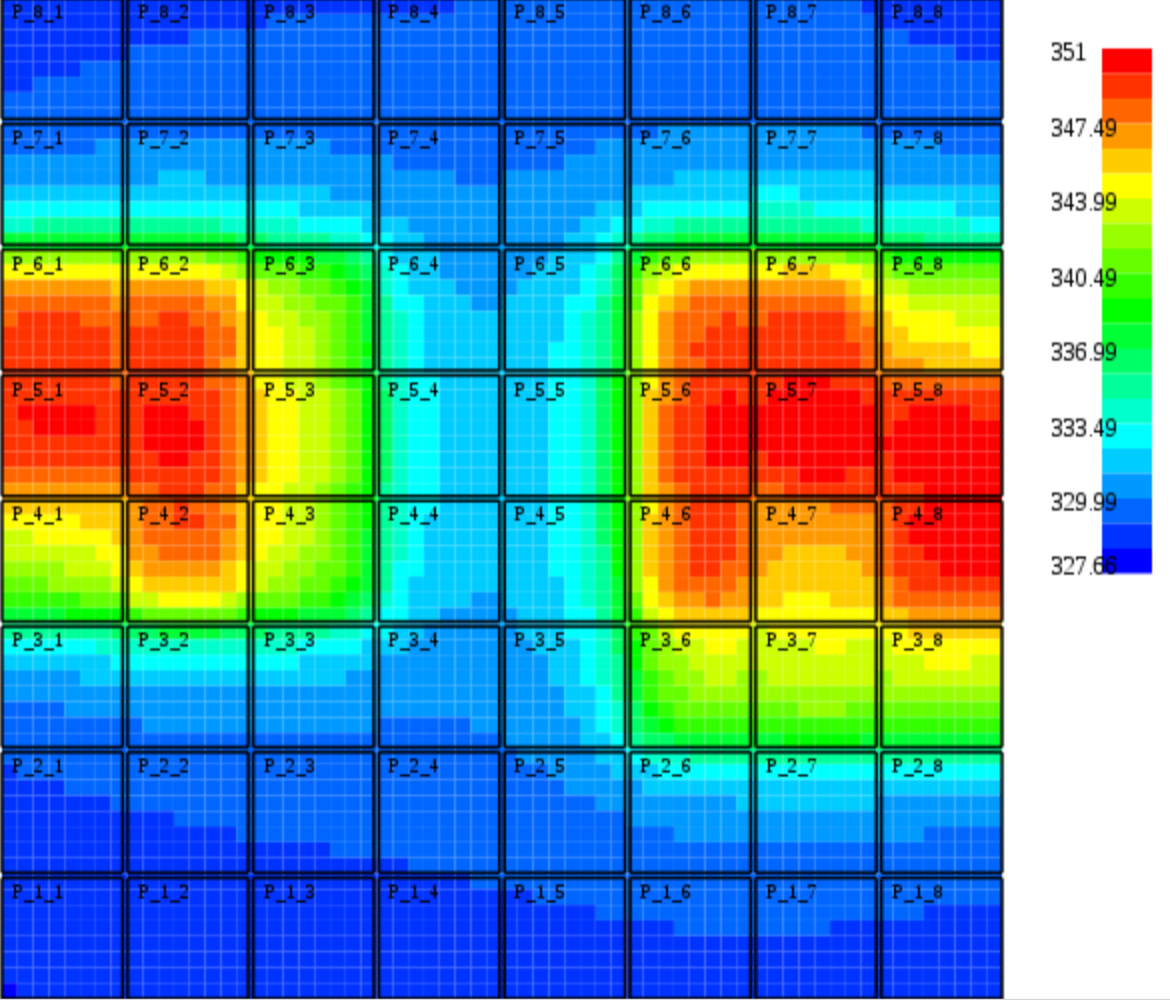 P_8_1 P_8_2 P_8_3 P_8_4 P_8_5 P_8_6 P_8_7 P_8_8
351
347.49
P_7_1 P_7_2 P_7_3 P_7_4 P_7_5 P_7_6 P_7_7 P_7_8
343.99
P_6_1 P_6_2 P_6_3 P_6_4 P_6_5 P_6_6 P_6_7 P_6_8
340.49
336.99
P_5_1 P_5_2 P_5_3 P_5_4 P_5_5 P_5_6 P_5_7 P_5_8
333.49
329.99
P_4_1 P_4_2 P_4_3 P_4_4 P_4_5 P_4_6 P_4_7 P_4_8
327.66
P_3_1 P_3_2 P_3_3 P_3_4 P_3_5 P_3_6 P_3_7 P_3_8
P_2_1 P_2_2 P_2_3 P_2_4 P_2_5 P_2_6 P_2_7 P_2_8
P_1_1 P_1_2 P_1_3 P_1_4 P_1_5 P_1_6 P_1_7 P_1_8